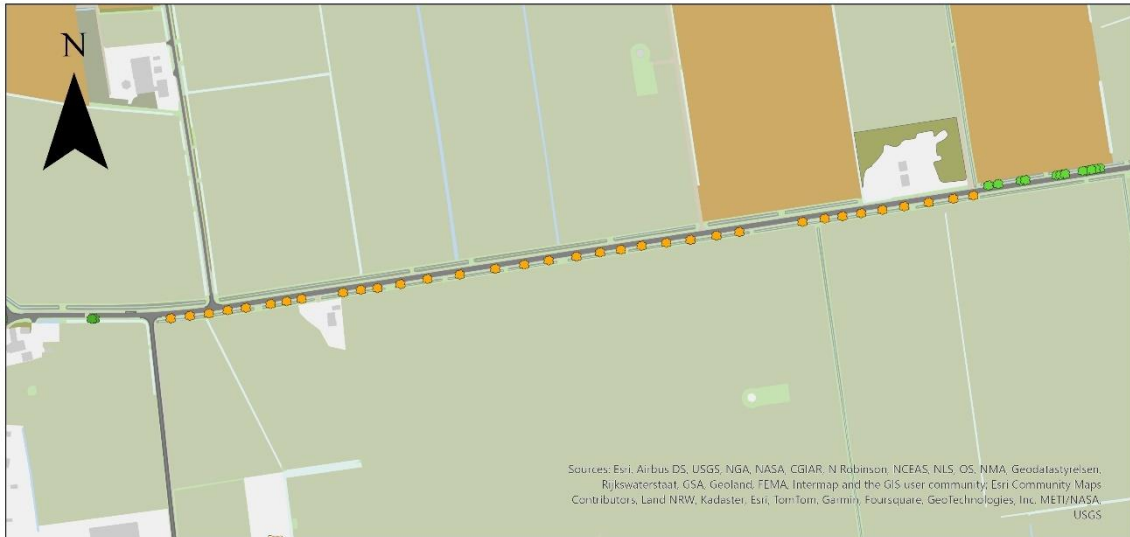 N
Sources: Esri, Airbus DS, USGS, NGA, NASA, CGIAR, N Robinson, NCEAS, NLS, OS, NMA, Geodatastyrelsen,
Rijkswaterstaat, GSA, Geoland, FEMA, Intermap and the GIS user community, Esri Community Maps
Contributors, Land NRW, Kadaster, Esri, TomTom, Garmin, Foursquare, GeoTechnologies, Inc, METI/NASA,
USGS